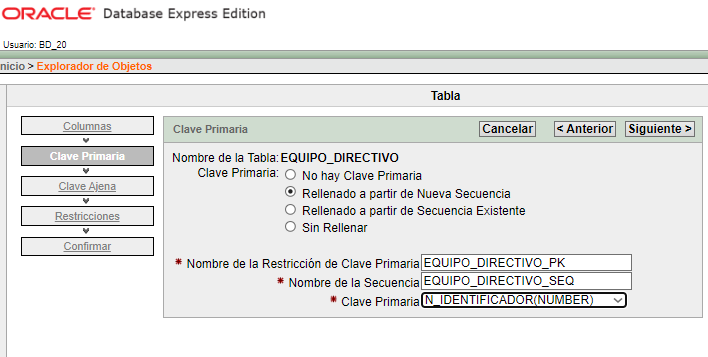 ORACLE® Database Express Edition
Usuario: BD_20
nicio > Explorador de Objetos
Tabla
Columnas
Clave Primaria
Clave Ajena
Restricciones
Confirmar
Clave Primaria
Cancelar
< Anterior
Siguiente >
Nombre de la Tabla: EQUIPO_DIRECTIVO
Clave Primaria:
No hay Clave Primaria
Rellenado a partir de Nueva Secuencia
Rellenado a partir de Secuencia Existente
Sin Rellenar
* Nombre de la Restricción de Clave Primaria EQUIPO_DIRECTIVO_PK
* Nombre de la Secuencia EQUIPO_DIRECTIVO_SEQ
* Clave Primaria N_IDENTIFICADOR(NUMBER)